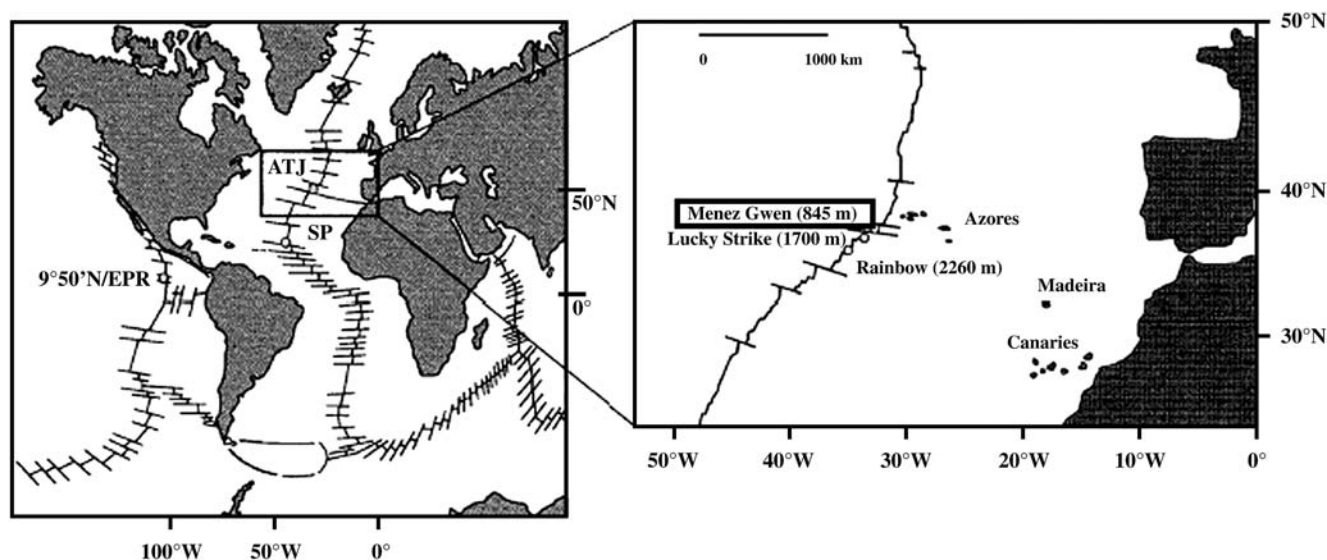 ATJ
SP
9°50'N/EPR
50°N
0°
100°W
50°W
0°
0
1000 km
Menez Gwen (845 m)
Lucky Strike (1700 m)
Rainbow (2260 m)
Azores
Madeira
Canaries
50°N
40°N
30°N
50°W
40°W
30°W
20°W
10°W
0°